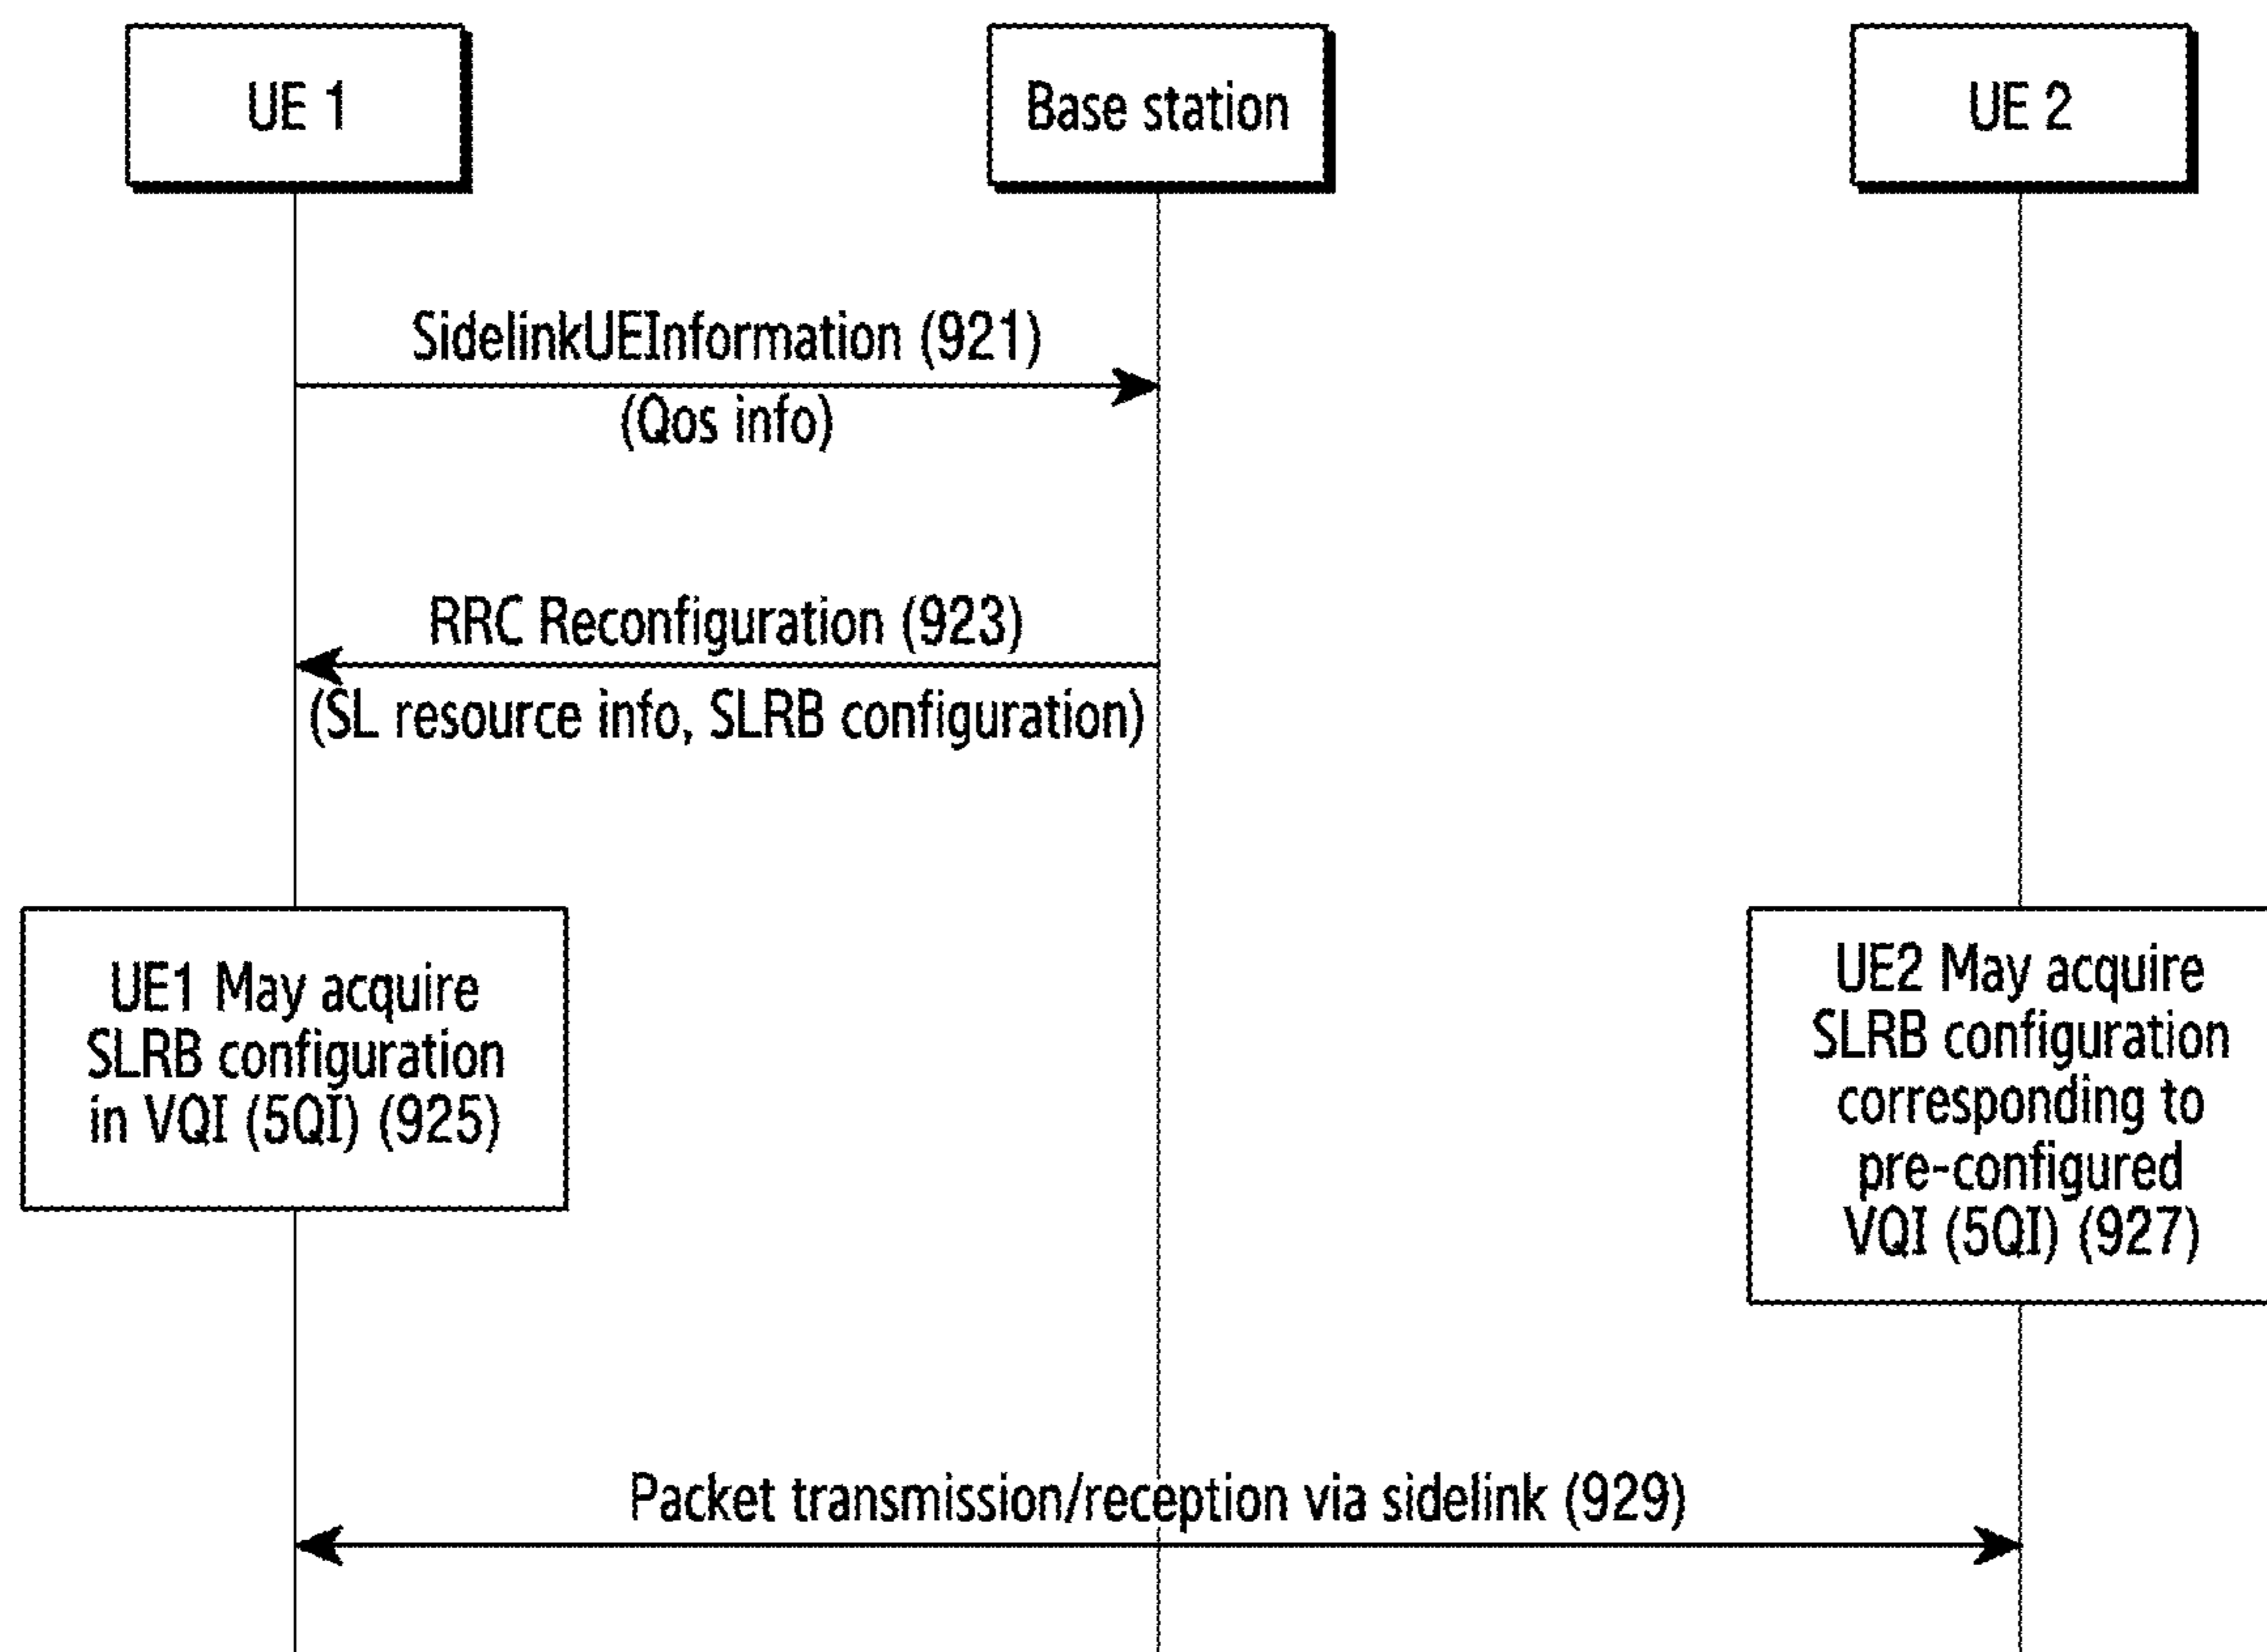 UE 1
Base station
UE 2
SidelinkUEInformation (921)
(Qos info)
RRC Reconfiguration (923)
(SL resource info, SLRB configuration)
UE1 May acquire
SLRB configuration
in VQI (5QI) (925)
UE2 May acquire
SLRB configuration
corresponding to
pre-configured
VQI (5QI) (927)
Packet transmission/reception via sidelink (929)